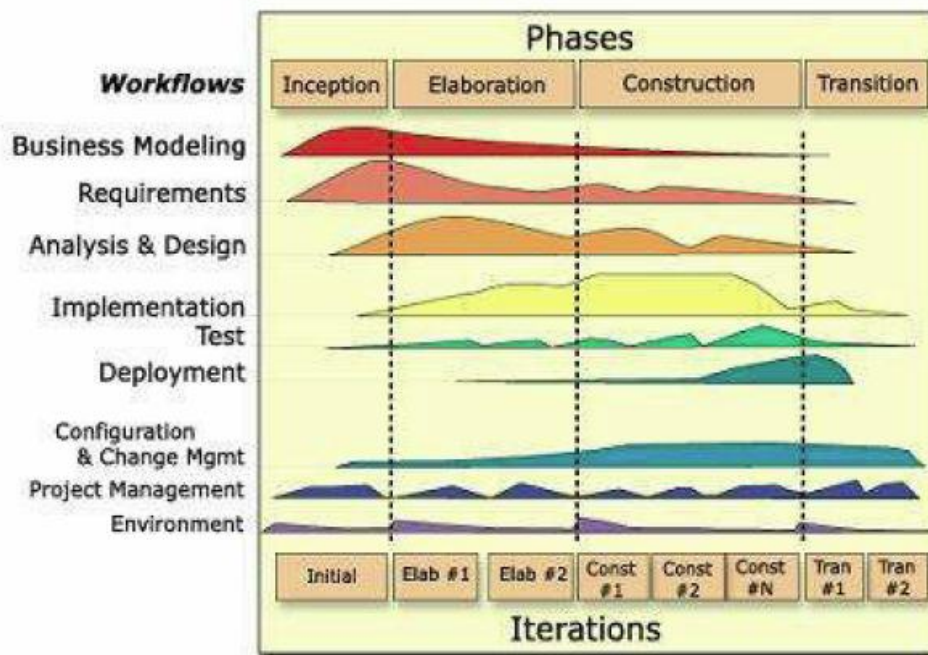 Phases
Workflows
Inception
Elaboration
Construction
Transition
Business Modeling
Requirements
Analysis & Design
Implementation
Test
Deployment
Configuration
& Change Mgmt
Project Management
Environment
Initial
Elab #1
Elab #2
Const
#1
Const
#2
Const
#N
Tran
#1
Tran
#2
Iterations